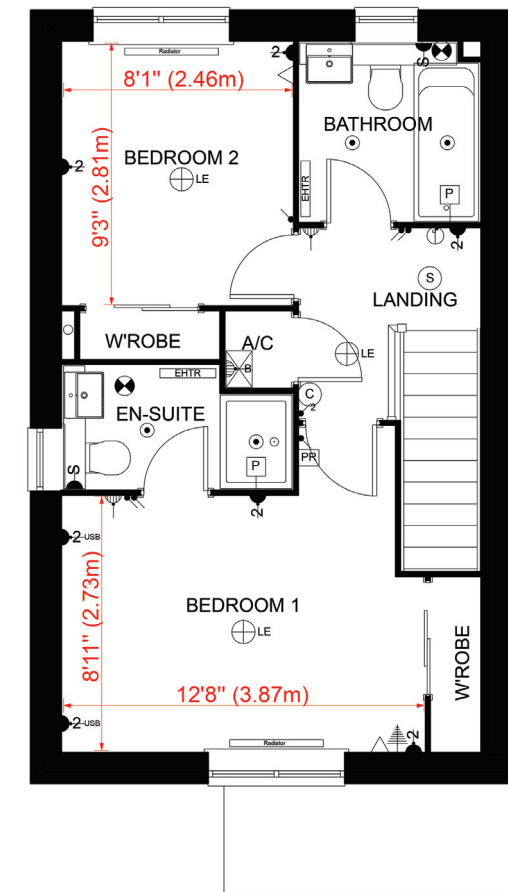 Radiator
2
S
8'1" (2.46m)
BATHROOM
9'3" (2.81m)
BEDROOM 2
2
LE
EHTR
P
2
S
LANDING
W'ROBE
A/C
LE
B
EHTR
C
2
EN-SUITE
PR
P
S
2
2 USB
8'11" (2.73m)
BEDROOM 1
LE
W'ROBE
12'8" (3.87m)
2 USB
2
Radiator